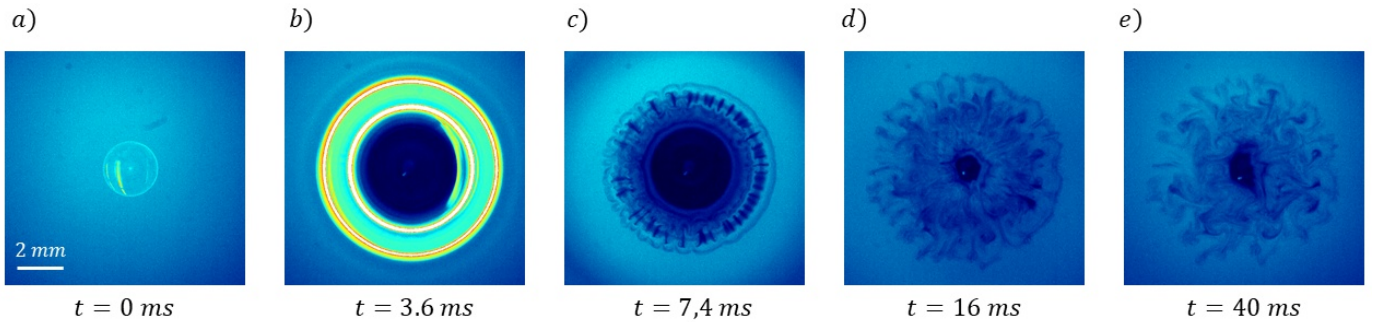 a)
b)
c)
d)
e)
2 mm
t = 0 ms
t = 3.6 ms
t = 7,4 ms
t = 16 ms
t = 40 ms